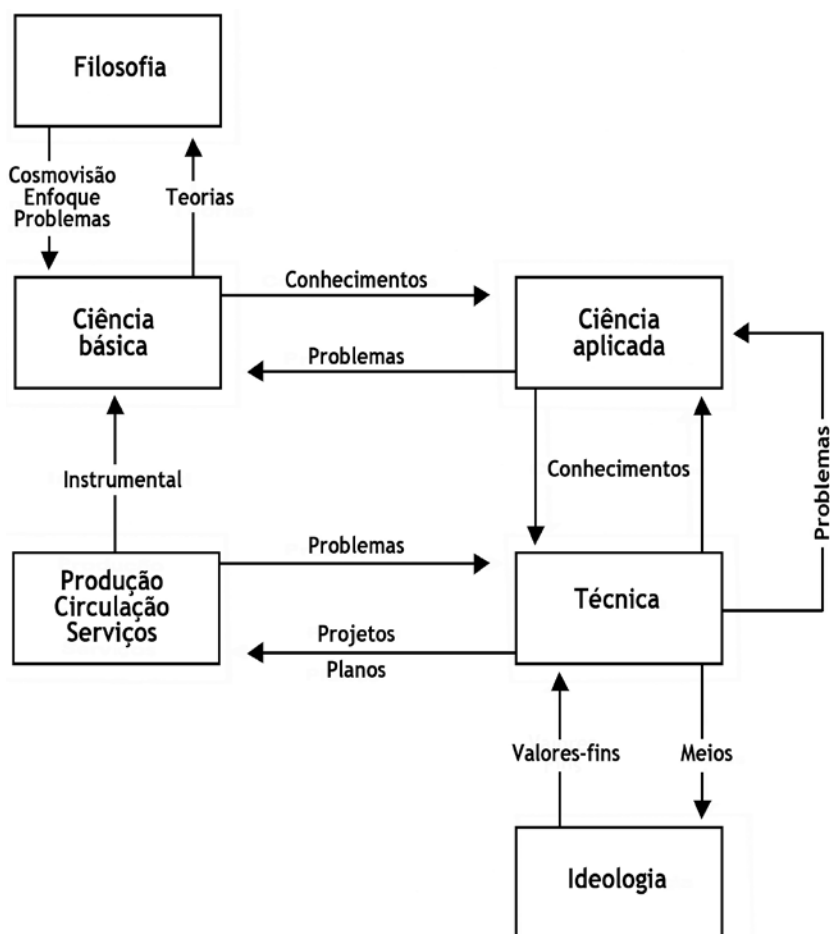 Filosofia
Cosmovisão
Enfoque
Problemas
Teorias
Ciência
básica
Conhecimentos
Ciência
aplicada
Problemas
Instrumental
Conhecimentos
Problemas
Produção
Circulação
Serviços
Problemas
Técnica
Projetos
Planos
Valores-fins
Meios
Ideologia